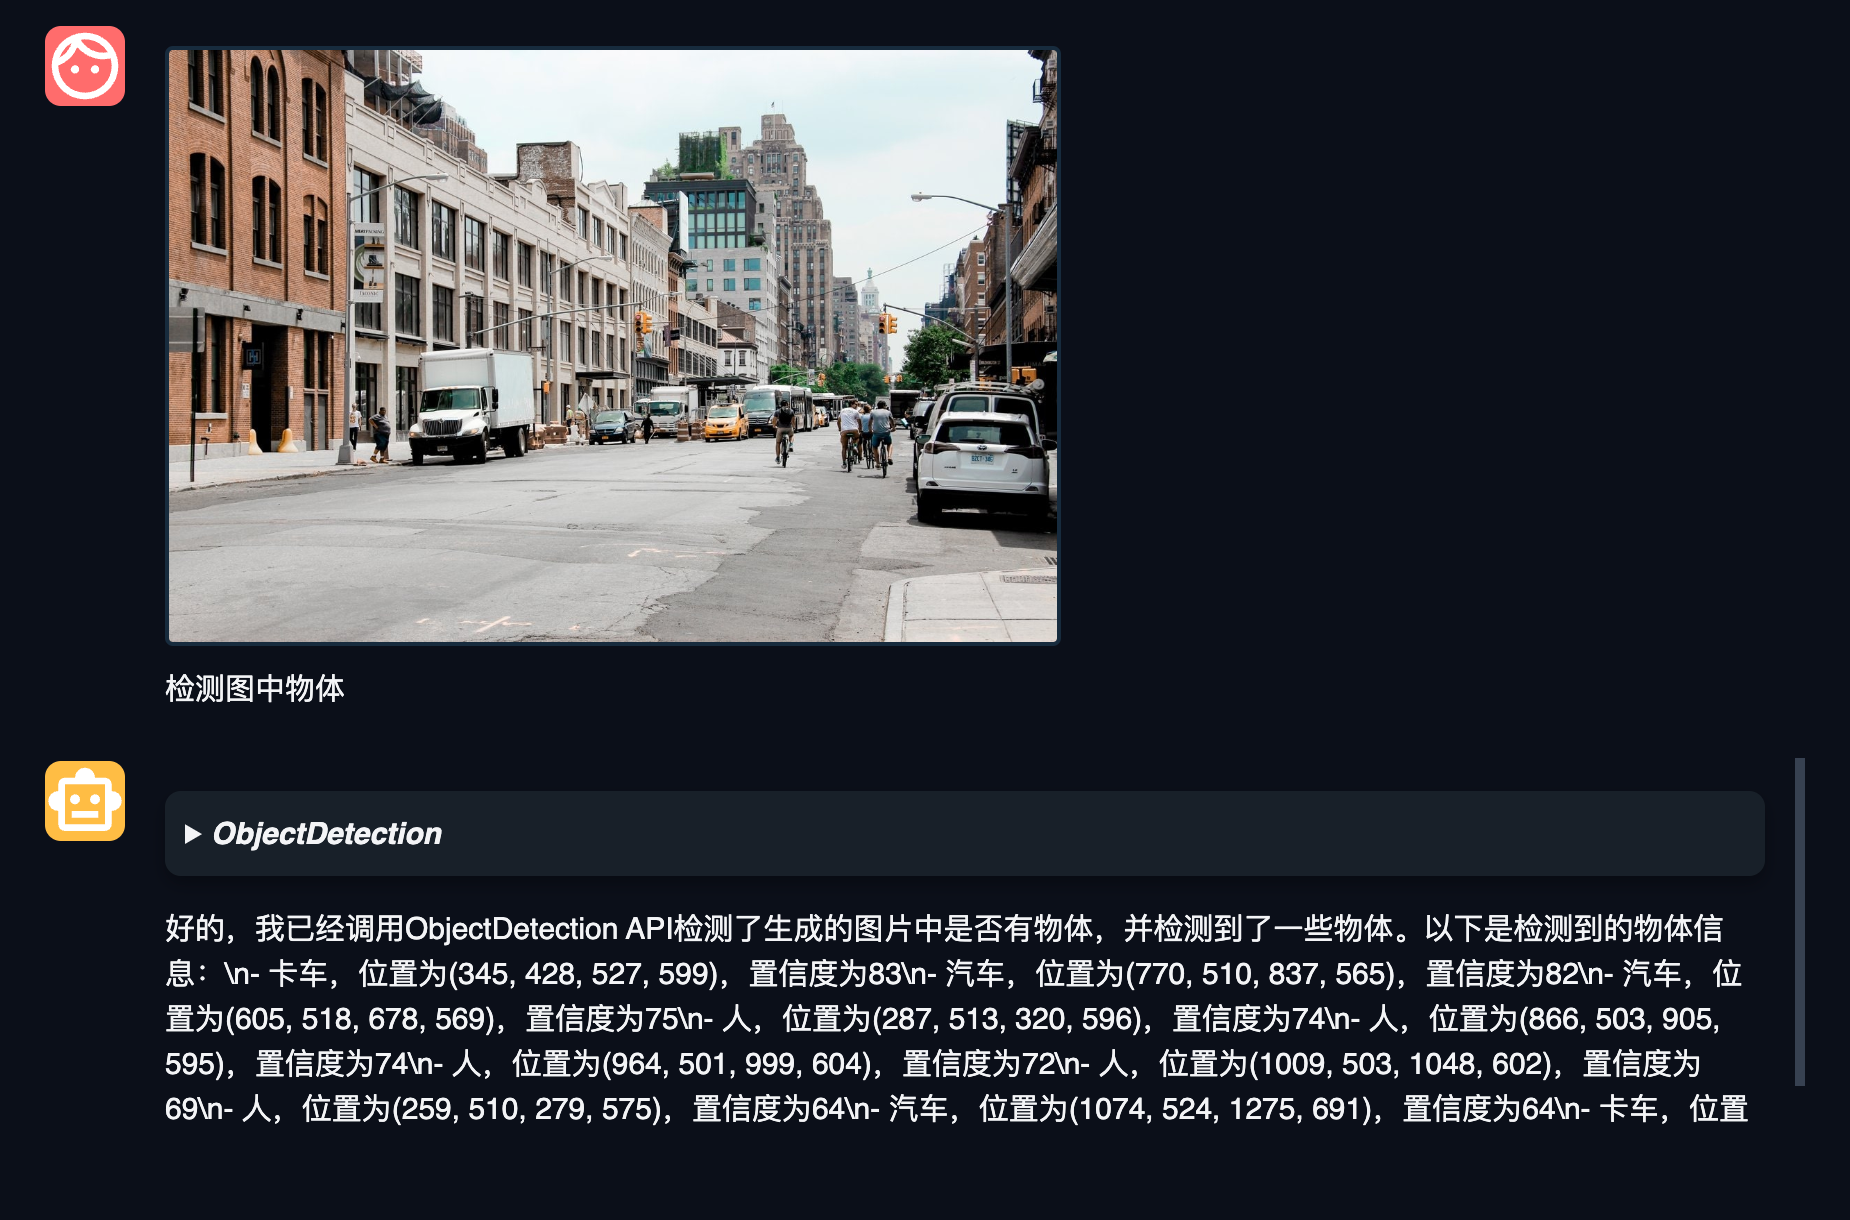 检测图中物体
ObjectDetection
好的，我已经调用ObjectDetection API检测了生成的图片中是否有物体，并检测到了一些物体。以下是检测到的物体信
息：\n- 卡车，位置为(345, 428, 527, 599)，置信度为83\n- 汽车，位置为(770, 510, 837, 565)，置信度为82\n- 汽车，位
置为(605, 518, 678, 569)，置信度为75\n- 人，位置为(287, 513, 320, 596)，置信度为74\n- 人，位置为(866, 503, 905,
595)，置信度为74\n- 人，位置为(964, 501, 999, 604)，置信度为72\n- 人，位置为(1009, 503, 1048, 602)，置信度为
69\n- 人，位置为(259, 510, 279, 575)，置信度为64\n- 汽车，位置为(1074, 524, 1275, 691)，置信度为64\n- 卡车，位置